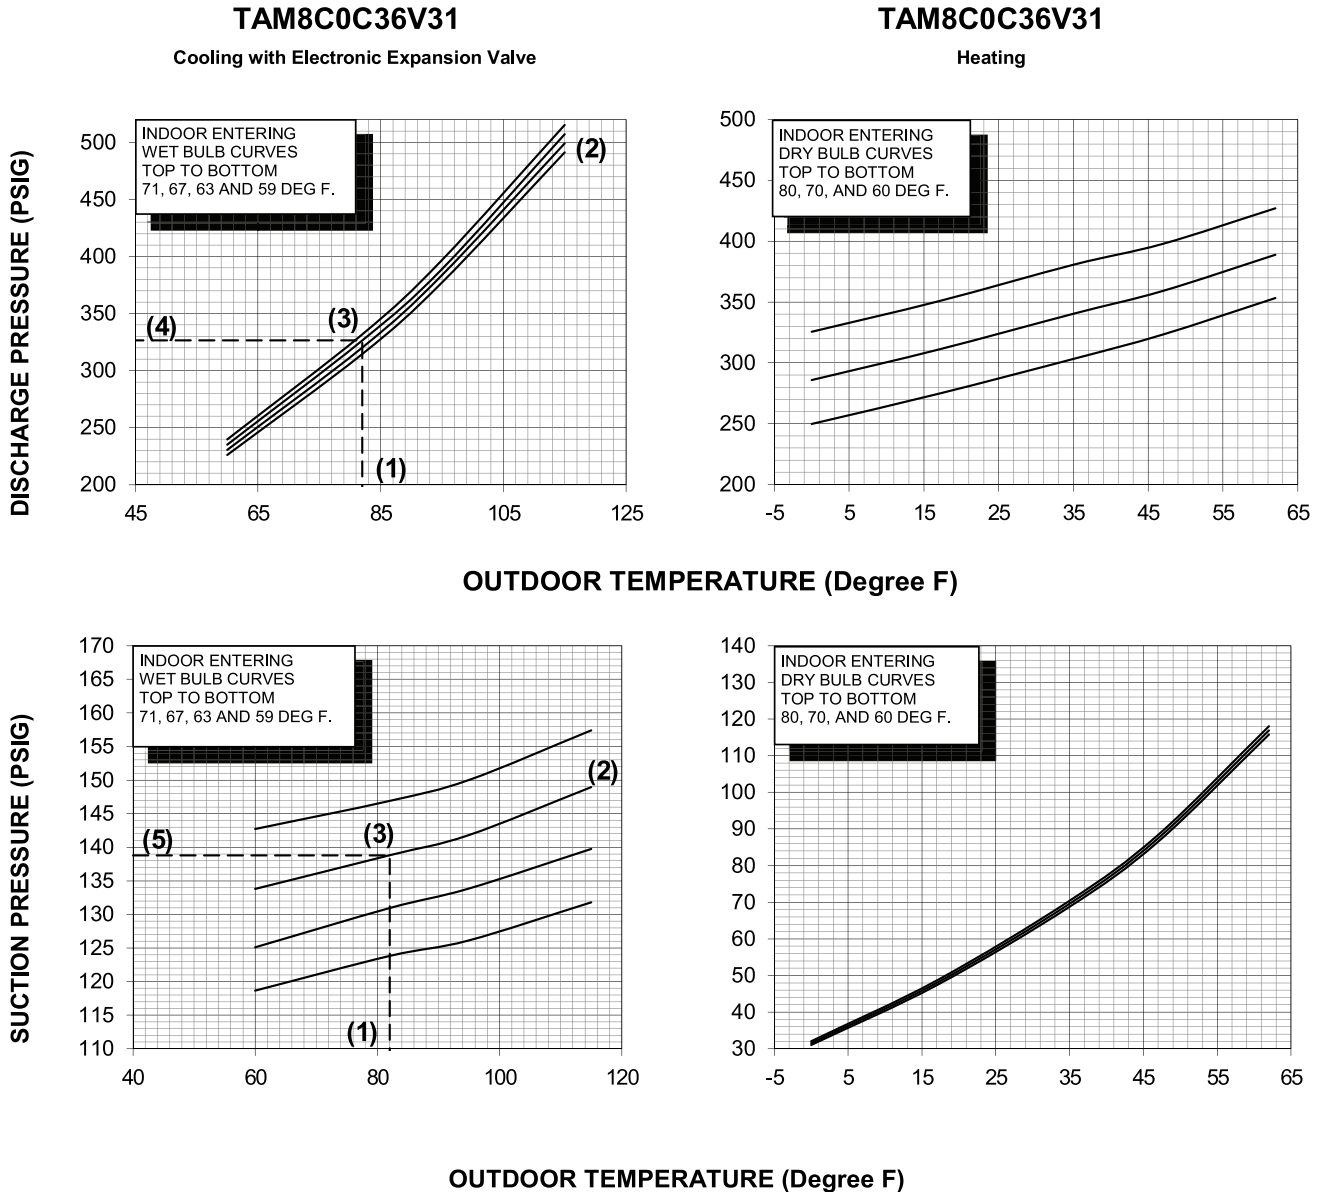 TAM8C0C36V31
Cooling with Electronic Expansion Valve
TAM8C0C36V31
Heating
DISCHARGE PRESSURE (PSIG)
INDOOR ENTERING
WET BULB CURVES
TOP TO BOTTOM
71, 67, 63 AND 59 DEG F.
500
450
400
350
300
250
200
(2)
(3)
(4)
(1)
45 65 85 105 125
INDOOR ENTERING
DRY BULB CURVES
TOP TO BOTTOM
80, 70, AND 60 DEG F.
500
450
400
350
300
250
200
-5 5 15 25 35 45 55 65
OUTDOOR TEMPERATURE (Degree F)
SUCTION PRESSURE (PSIG)
INDOOR ENTERING
WET BULB CURVES
TOP TO BOTTOM
71, 67, 63 AND 59 DEG F.
170
165
160
155
150
145
140
135
130
125
120
115
110
(2)
(3)
(5)
(1)
40 60 80 100 120
INDOOR ENTERING
DRY BULB CURVES
TOP TO BOTTOM
80, 70, AND 60 DEG F.
140
130
120
110
100
90
80
70
60
50
40
30
-5 5 15 25 35 45 55 65
OUTDOOR TEMPERATURE (Degree F)